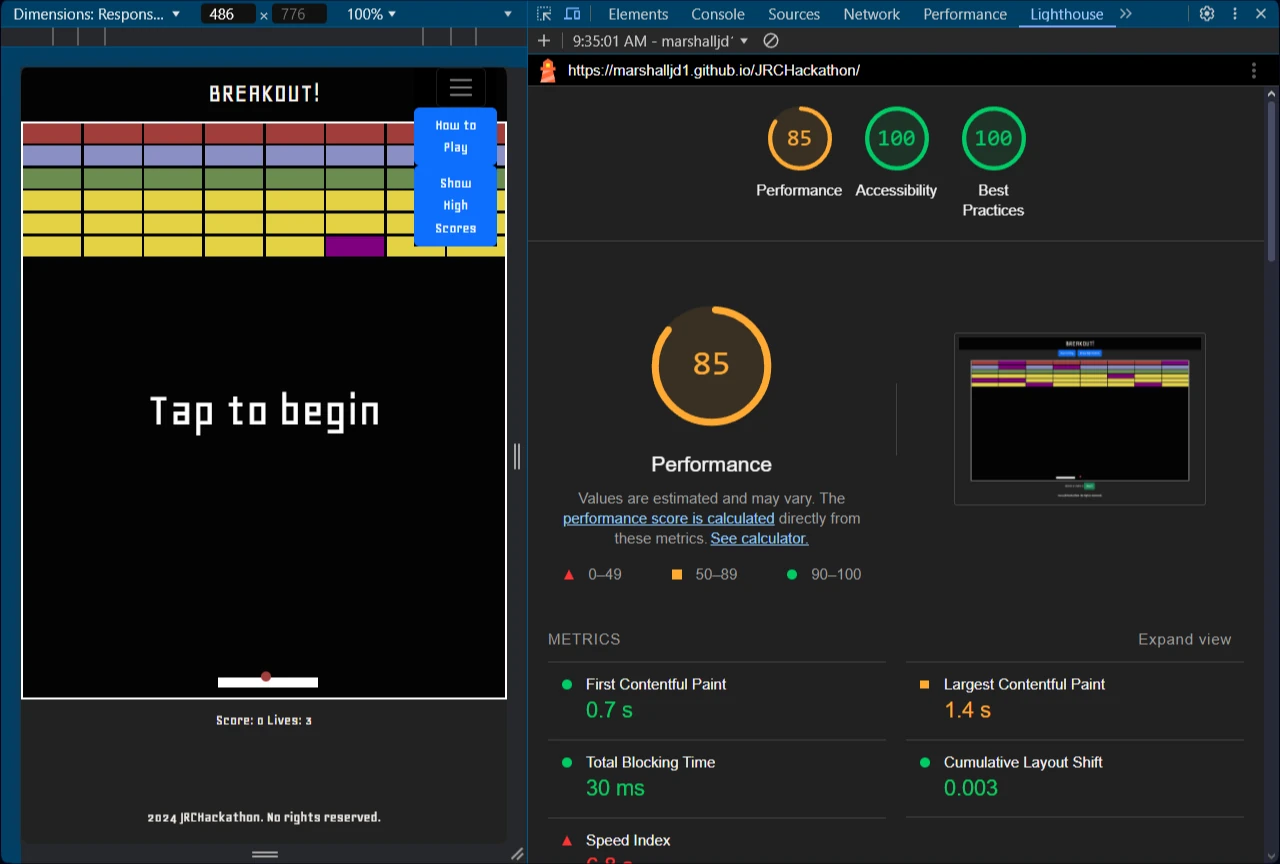 Dimensions: Respons... 486 × 776 100%
Elements Console Sources Network Performance Lighthouse
9:35:01 AM - marshalljd
https://marshalljd1.github.io/JRCHackathon/
BREAKOUT!
How to
Play
Show
High
Scores
Tap to begin
Score: 0 Lives: 3
2024 JRCHackathon. No rights reserved.
85 100 100
Performance Accessibility Best
Practices
85
Performance
Values are estimated and may vary. The
performance score is calculated directly from
these metrics. See calculator.
0–49 50–89 90–100
BREAKOUT!
METRICS Expand view
First Contentful Paint
0.7 s
Largest Contentful Paint
1.4 s
Total Blocking Time
30 ms
Cumulative Layout Shift
0.003
Speed Index